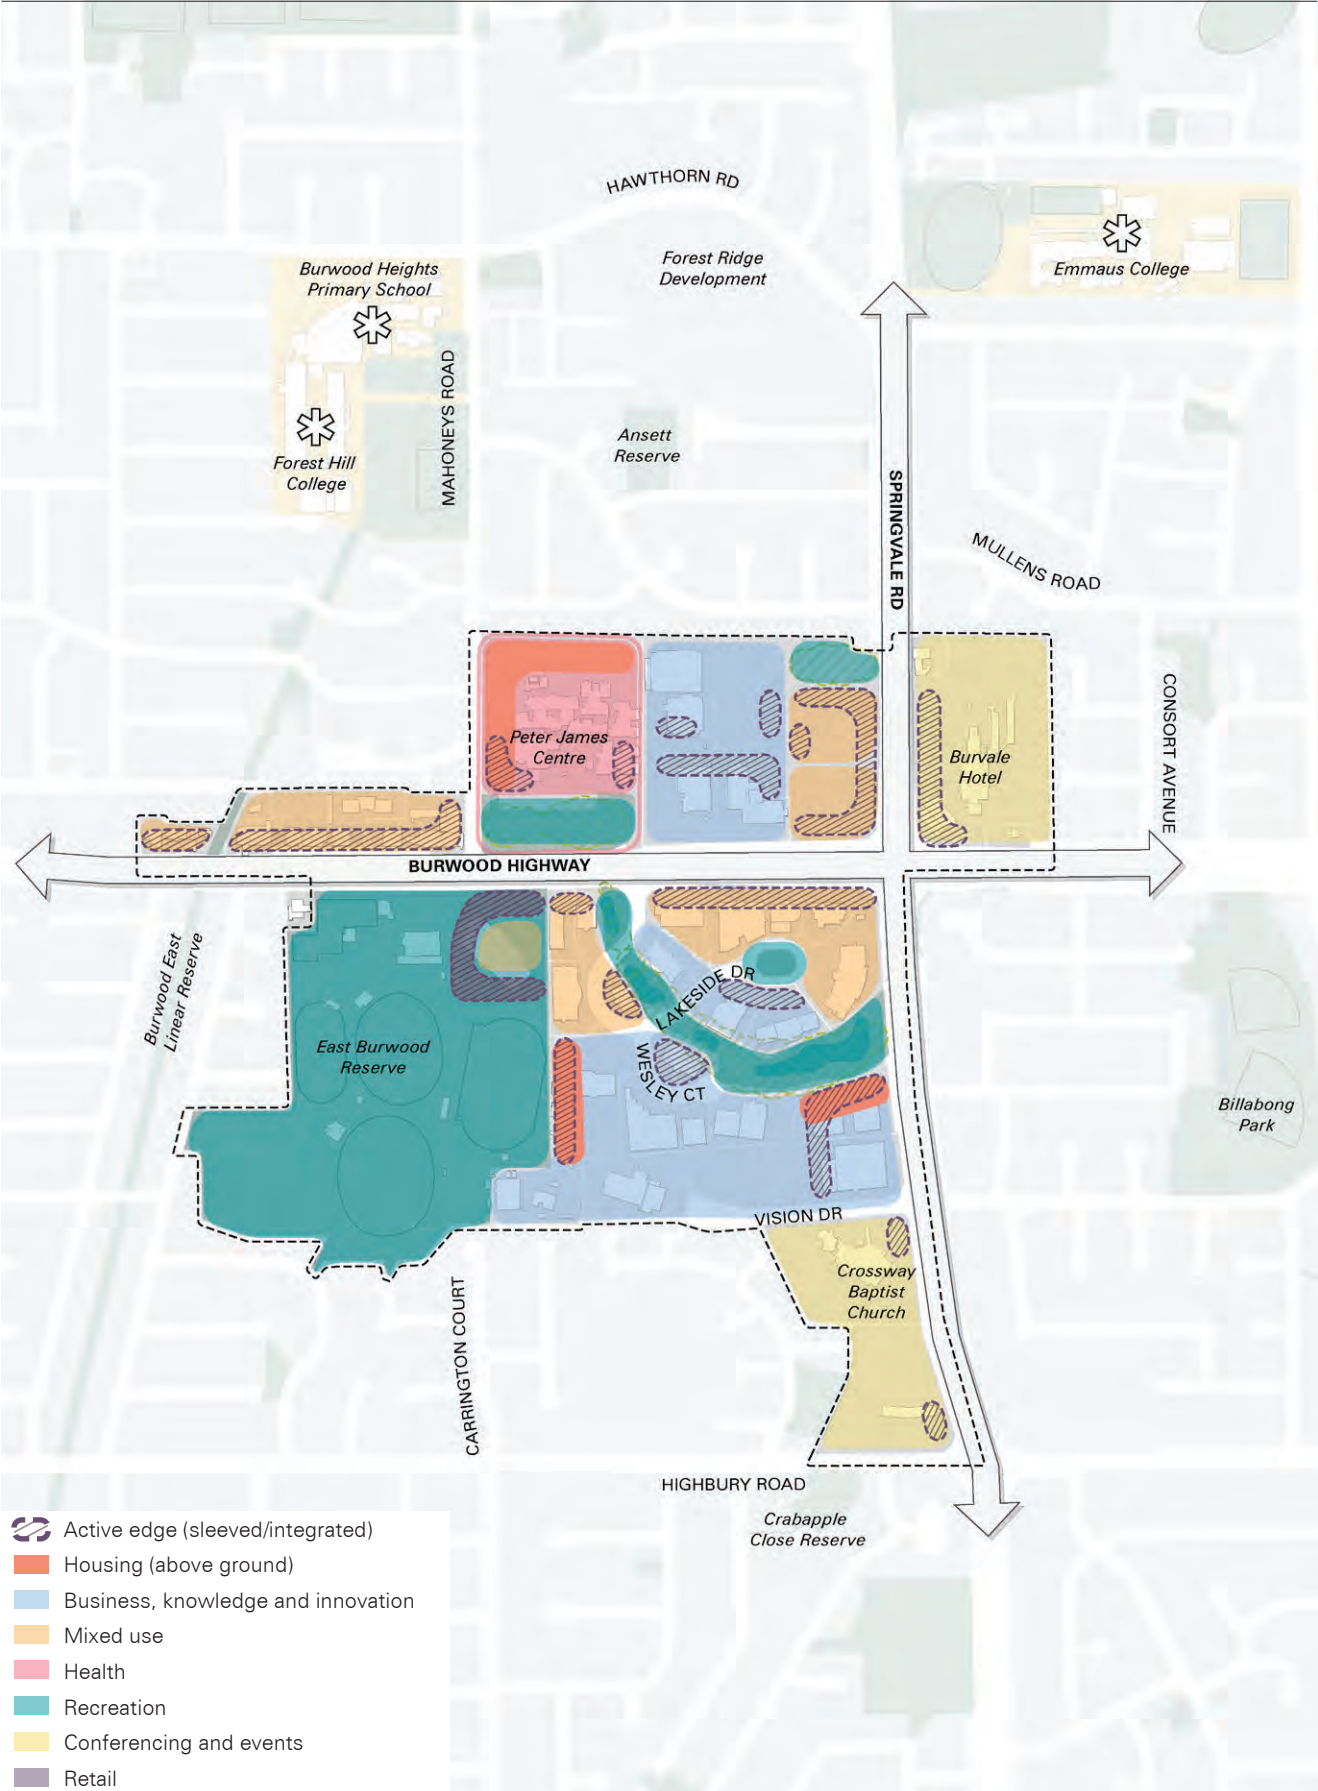 HAWTHORN RD
Forest Ridge
Development
Burwood Heights
Primary School
Emmaus College
MAHONEYS ROAD
Ansett
Reserve
Forest Hill
College
SPRINGVALE RD
MULLENS ROAD
CONSORT AVENUE
Peter James
Centre
Burvale
Hotel
BURWOOD HIGHWAY
Burwood East
Linear Reserve
LAKESIDE DR
East Burwood
Reserve
WESLEY CT
Billabong
Park
VISION DR
Crossway
Baptist
Church
CARRINGTON COURT
HIGHBURY ROAD
Crabapple
Close Reserve
Active edge (sleeved/integrated)
Housing (above ground)
Business, knowledge and innovation
Mixed use
Health
Recreation
Conferencing and events
Retail